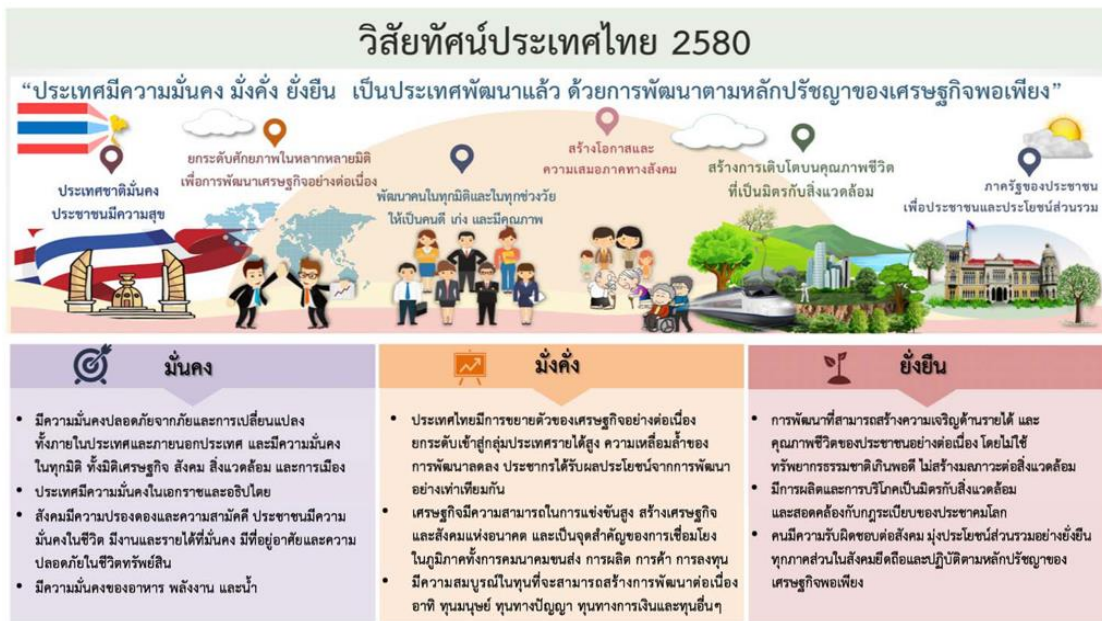 วิสัยทัศน์ประเทศไทย 2580
“ประเทศมีความมั่นคง มั่งคั่ง ยั่งยืน เป็นประเทศพัฒนาแล้ว ด้วยการพัฒนาตามหลักปรัชญาของเศรษฐกิจพอเพียง”
ประเทศชาติมั่นคง
ประชาชนมีความสุข
ยกระดับศักยภาพในหลากหลายมิติ
เพื่อการพัฒนาเศรษฐกิจอย่างต่อเนื่อง
พัฒนาคนในทุกมิติและในทุกช่วงวัย
ให้เป็นคนดี เก่ง และมีคุณภาพ
สร้างโอกาสและ
ความเสมอภาคทางสังคม
สร้างการเติบโตบนคุณภาพชีวิต
ที่เป็นมิตรกับสิ่งแวดล้อม
ภาครัฐของประชาชน
เพื่อประชาชนและประโยชน์ส่วนรวม
มั่นคง
• มีความมั่นคงปลอดภัยจากภัยและการเปลี่ยนแปลง
ทั้งภายในประเทศและภายนอกประเทศ และมีความมั่นคง
ในทุกมิติ ทั้งมิติเศรษฐกิจ สังคม สิ่งแวดล้อม และการเมือง
• ประเทศมีความมั่นคงในเอกราชและอธิปไตย
• สังคมมีความปรองดองและความสามัคคี ประชาชนมีความ
มั่นคงในชีวิต มีงานและรายได้ที่มั่นคง มีที่อยู่อาศัยและความ
ปลอดภัยในชีวิตทรัพย์สิน
• มีความมั่นคงของอาหาร พลังงาน และน้ำ
มั่งคั่ง
• ประเทศไทยมีการขยายตัวของเศรษฐกิจอย่างต่อเนื่อง
ยกระดับเข้าสู่กลุ่มประเทศรายได้สูง ความเหลื่อมล้ำของ
การพัฒนาลดลง ประชากรได้รับผลประโยชน์จากการพัฒนา
อย่างเท่าเทียมกัน
• เศรษฐกิจมีความสามารถในการแข่งขันสูง สร้างเศรษฐกิจ
และสังคมแห่งอนาคต และเป็นจุดสำคัญของการเชื่อมโยง
ในภูมิภาคทั้งการคมนาคมขนส่ง การผลิต การค้า การลงทุน
• มีความสมบูรณ์ในทุนที่จะสามารถสร้างการพัฒนาต่อเนื่อง
อาทิ ทุนมนุษย์ ทุนทางปัญญา ทุนทางการเงินและทุนอื่นๆ
ยั่งยืน
• การพัฒนาที่สามารถสร้างความเจริญด้านรายได้ และ
คุณภาพชีวิตของประชาชนอย่างต่อเนื่อง โดยไม่ใช้
ทรัพยากรธรรมชาติเกินพอดี ไม่สร้างมลภาวะต่อสิ่งแวดล้อม
• มีการผลิตและการบริโภคเป็นมิตรกับสิ่งแวดล้อม
และสอดคล้องกับกฎระเบียบของประชาคมโลก
• คนมีความรับผิดชอบต่อสังคม มุ่งประโยชน์ส่วนรวมอย่างยั่งยืน
ทุกภาคส่วนในสังคมยึดถือและปฏิบัติตามหลักปรัชญาของ
เศรษฐกิจพอเพียง